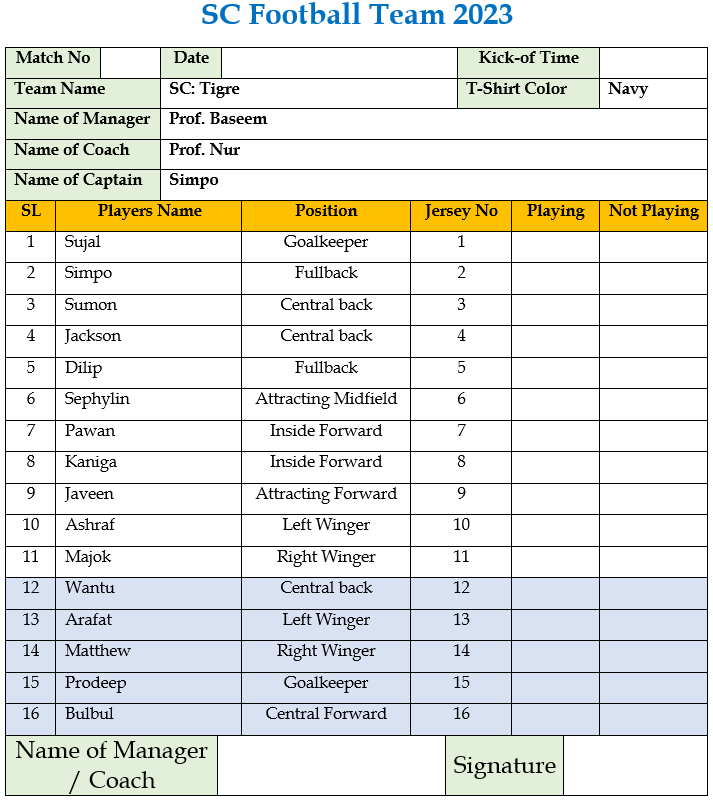 SC Football Team 2023
Match No Date Kick-of Time
Team Name SC: Tigre T-Shirt Color Navy
Name of Manager Prof. Baseem
Name of Coach Prof. Nur
Name of Captain Simpo
SL Players Name Position Jersey No Playing Not Playing
1 Sujal Goalkeeper 1
2 Simpo Fullback 2
3 Sumon Central back 3
4 Jackson Central back 4
5 Dilip Fullback 5
6 Sephylin Attracting Midfield 6
7 Pawan Inside Forward 7
8 Kaniga Inside Forward 8
9 Javeen Attracting Forward 9
10 Ashraf Left Winger 10
11 Majok Right Winger 11
12 Wantu Central back 12
13 Arafat Left Winger 13
14 Matthew Right Winger 14
15 Prodeep Goalkeeper 15
16 Bulbul Central Forward 16
Name of Manager
/ Coach
Signature